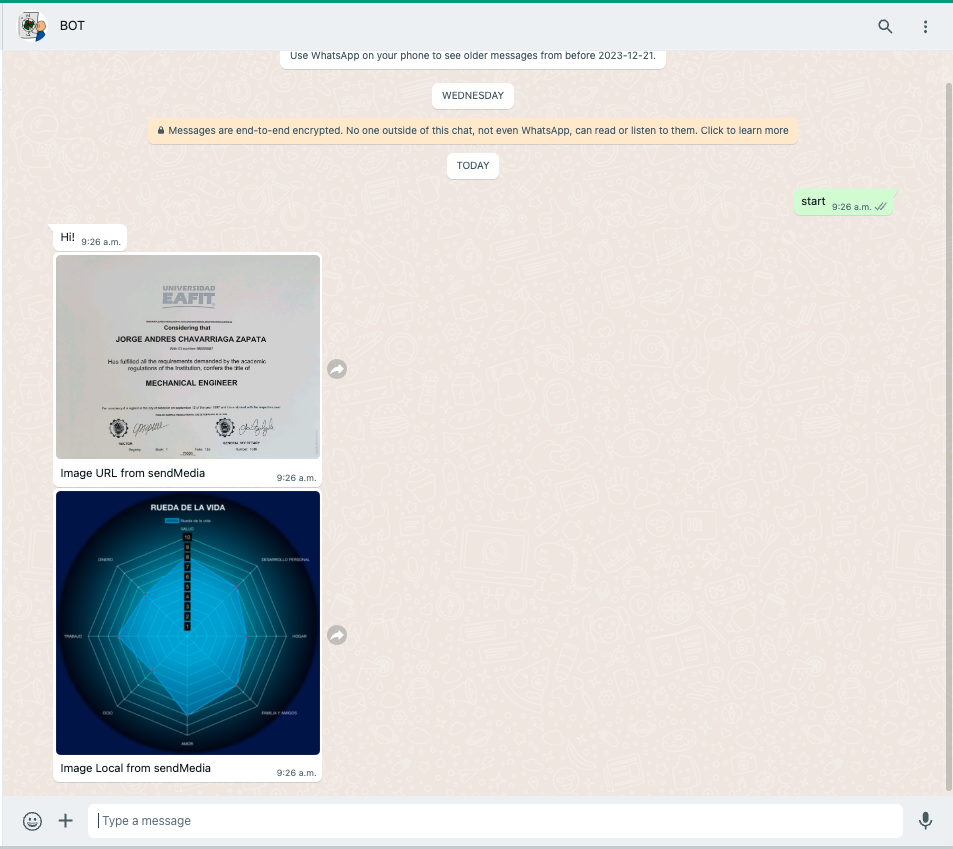 BOT
Use WhatsApp on your phone to see older messages from before 2023-12-21.
WEDNESDAY
Messages are end-to-end encrypted. No one outside of this chat, not even WhatsApp, can read or listen to them. Click to learn more
TODAY
start 9:26 a.m.
Hi! 9:26 a.m.
UNIVERSIDAD
EAFIT
Considering that
JORGE ANDRES CHAVARRIAGA ZAPATA
Has fulfilled all the requirements demanded by the academic
regulations of the Institution, confers the title of
MECHANICAL ENGINEER
RECTOR
GENERAL SECRETARY
Image URL from sendMedia
9:26 a.m.
RUEDA DE LA VIDA
Rueda de la vida
SALUD
10
9
8
7
6
5
4
3
2
1
DINERO
DESARROLLO PERSONAL
TRABAJO
HOGAR
OCIO
FAMILIA Y AMIGOS
AMOR
Image Local from sendMedia
9:26 a.m.
Type a message